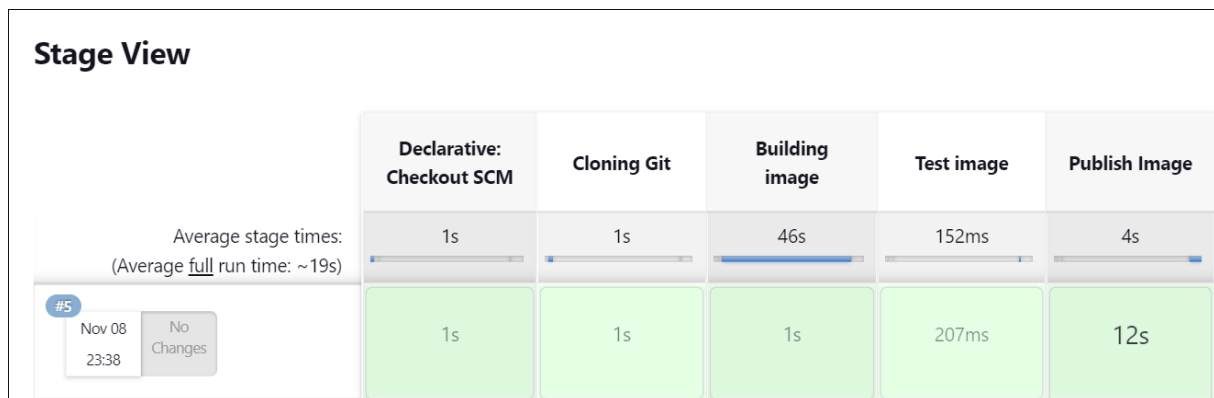 Stage View
Declarative:
Checkout SCM
Cloning Git
Building
image
Test image
Publish Image
Average stage times:
(Average full run time: ~19s)
1s
1s
46s
152ms
4s
#5
Nov 08
23:38
No
Changes
1s
1s
1s
207ms
12s